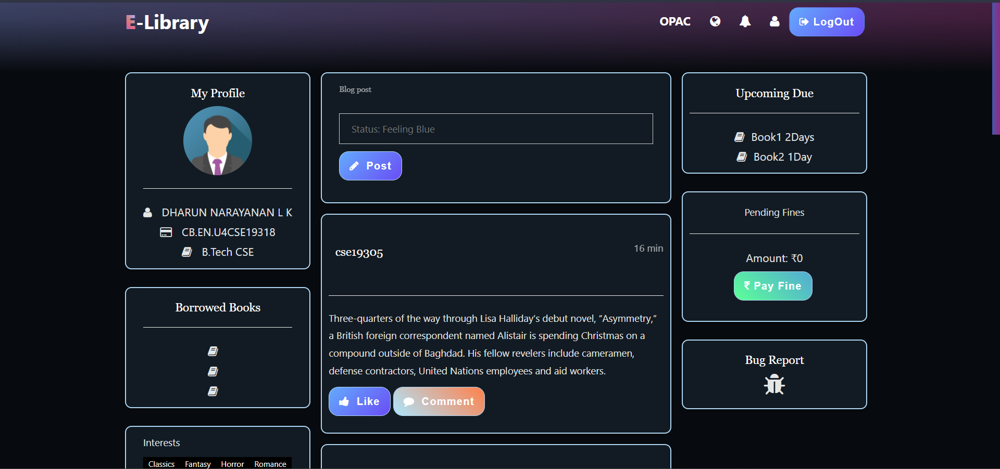 E-Library
OPAC
LogOut
My Profile
DHARUN NARAYANAN L K
CB.EN.U4CSE19318
B.Tech CSE
Borrowed Books
Interests
Classics Fantasy Horror Romance
Blog post
Status: Feeling Blue
Post
cse19305
16 min
Three-quarters of the way through Lisa Halliday’s debut novel, “Asymmetry,”
a British foreign correspondent named Alistair is spending Christmas on a
compound outside of Baghdad. His fellow revelers include cameramen,
defense contractors, United Nations employees and aid workers.
Like
Comment
Upcoming Due
Book1 2Days
Book2 1Day
Pending Fines
Amount: ₹0
₹ Pay Fine
Bug Report